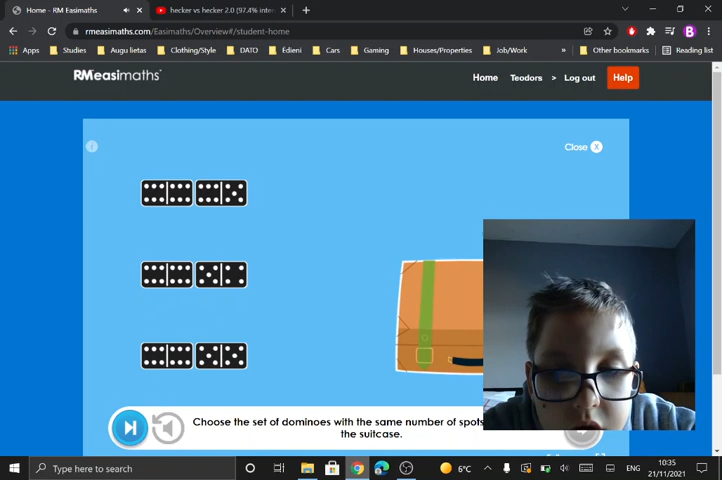 Home - RM Easimaths
hecker vs hecker 2.0 (97.4% inter
rmeasimaths.com/Easimaths/Overview#/student-home
Apps Studies Augu lietas Clothing/Style DATO Edieni Cars Gaming Houses/Properties Job/Work » Other bookmarks Reading list
RMeasimaths
Home Teodors > Log out Help
Close X
Choose the set of dominoes with the same number of spots
the suitcase.
Type here to search
6°C
ENG
10:35
21/11/2021